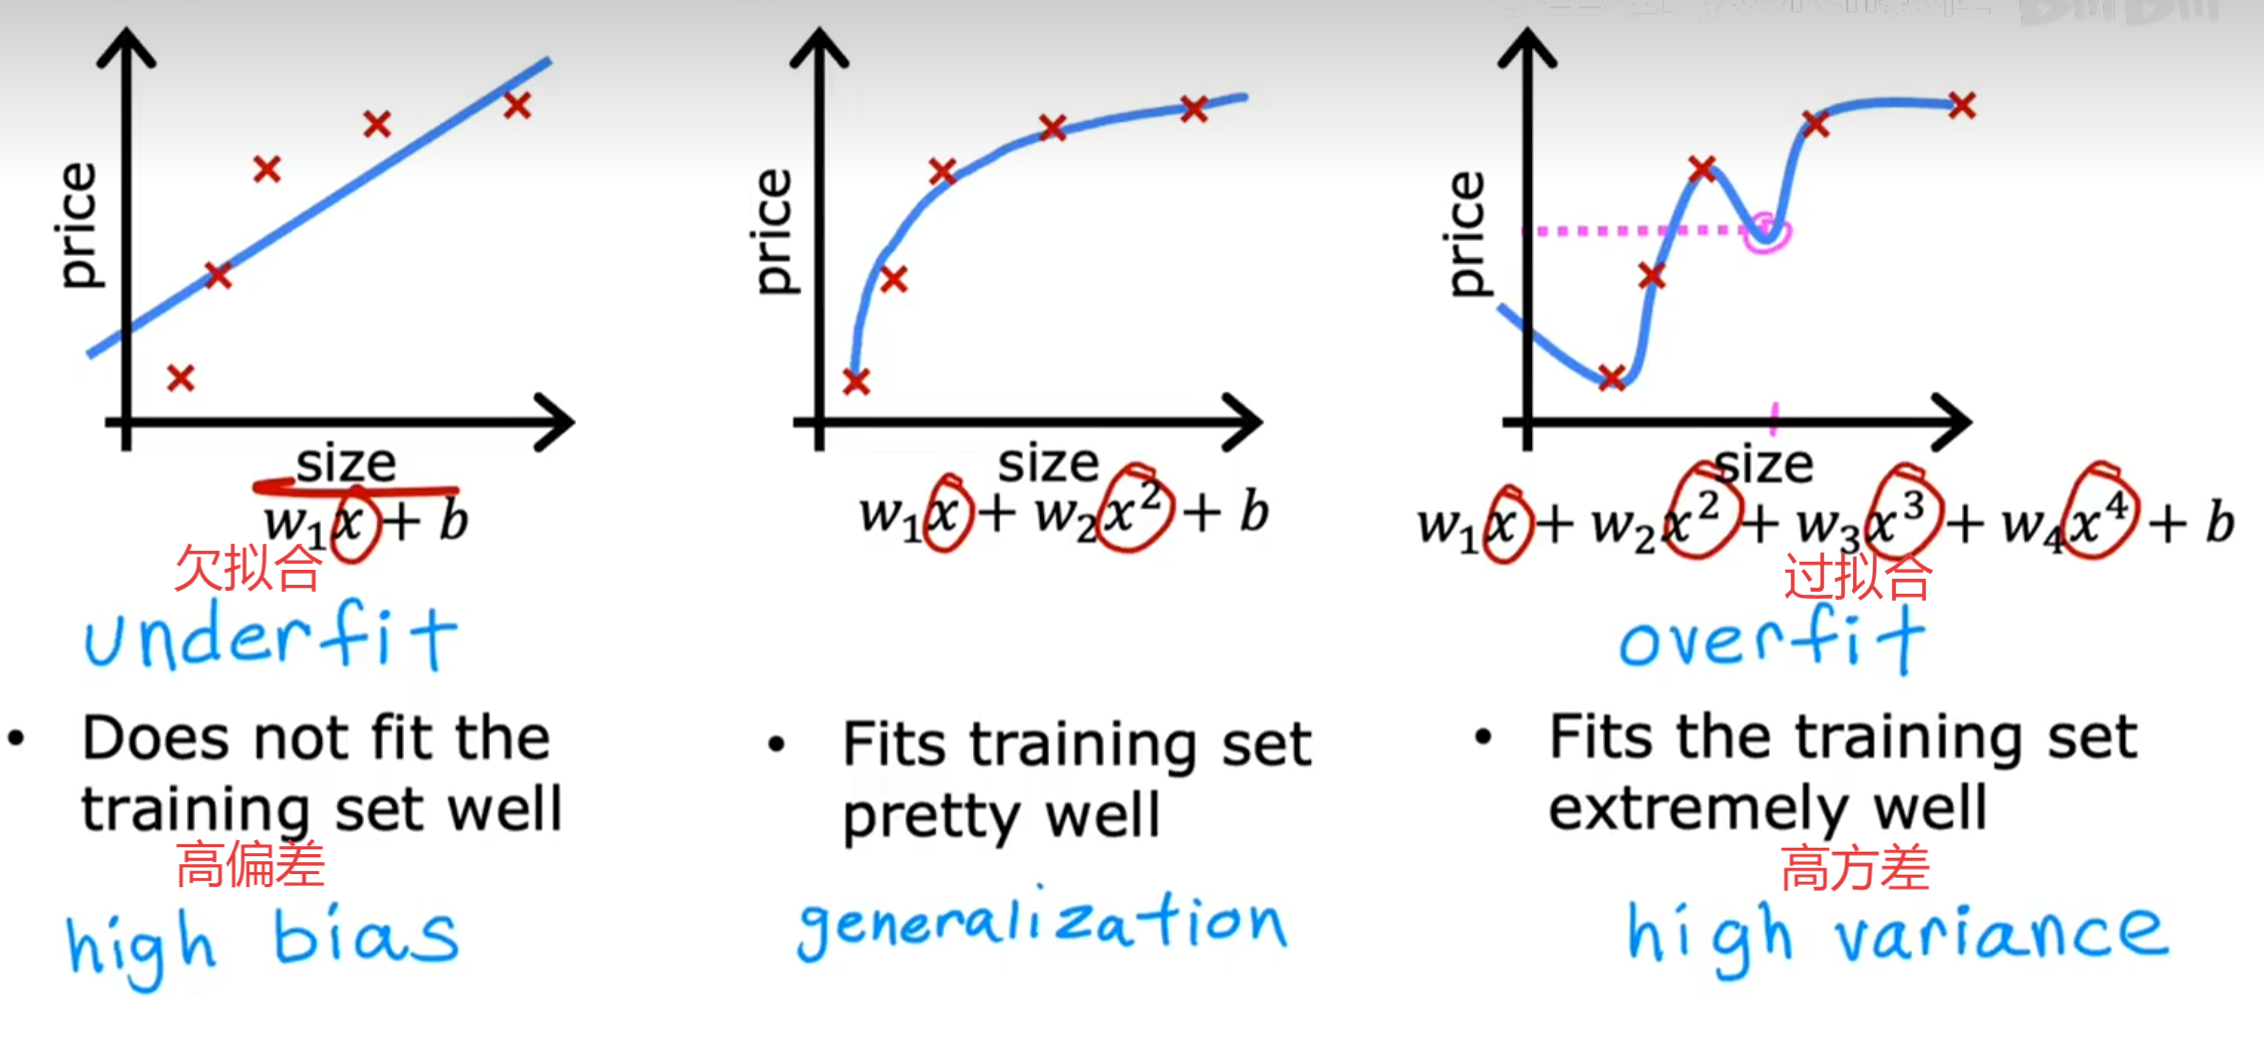 price
size
w₁x + b
欠拟合
underfit
• Does not fit the
training set well
高偏差
high bias
price
size
w₁x + w₂x² + b
• Fits training set
pretty well
generalization
price
size
w₁x + w₂x² + w₃x³ + w₄x⁴ + b
过拟合
overfit
• Fits the training set
extremely well
高方差
high variance